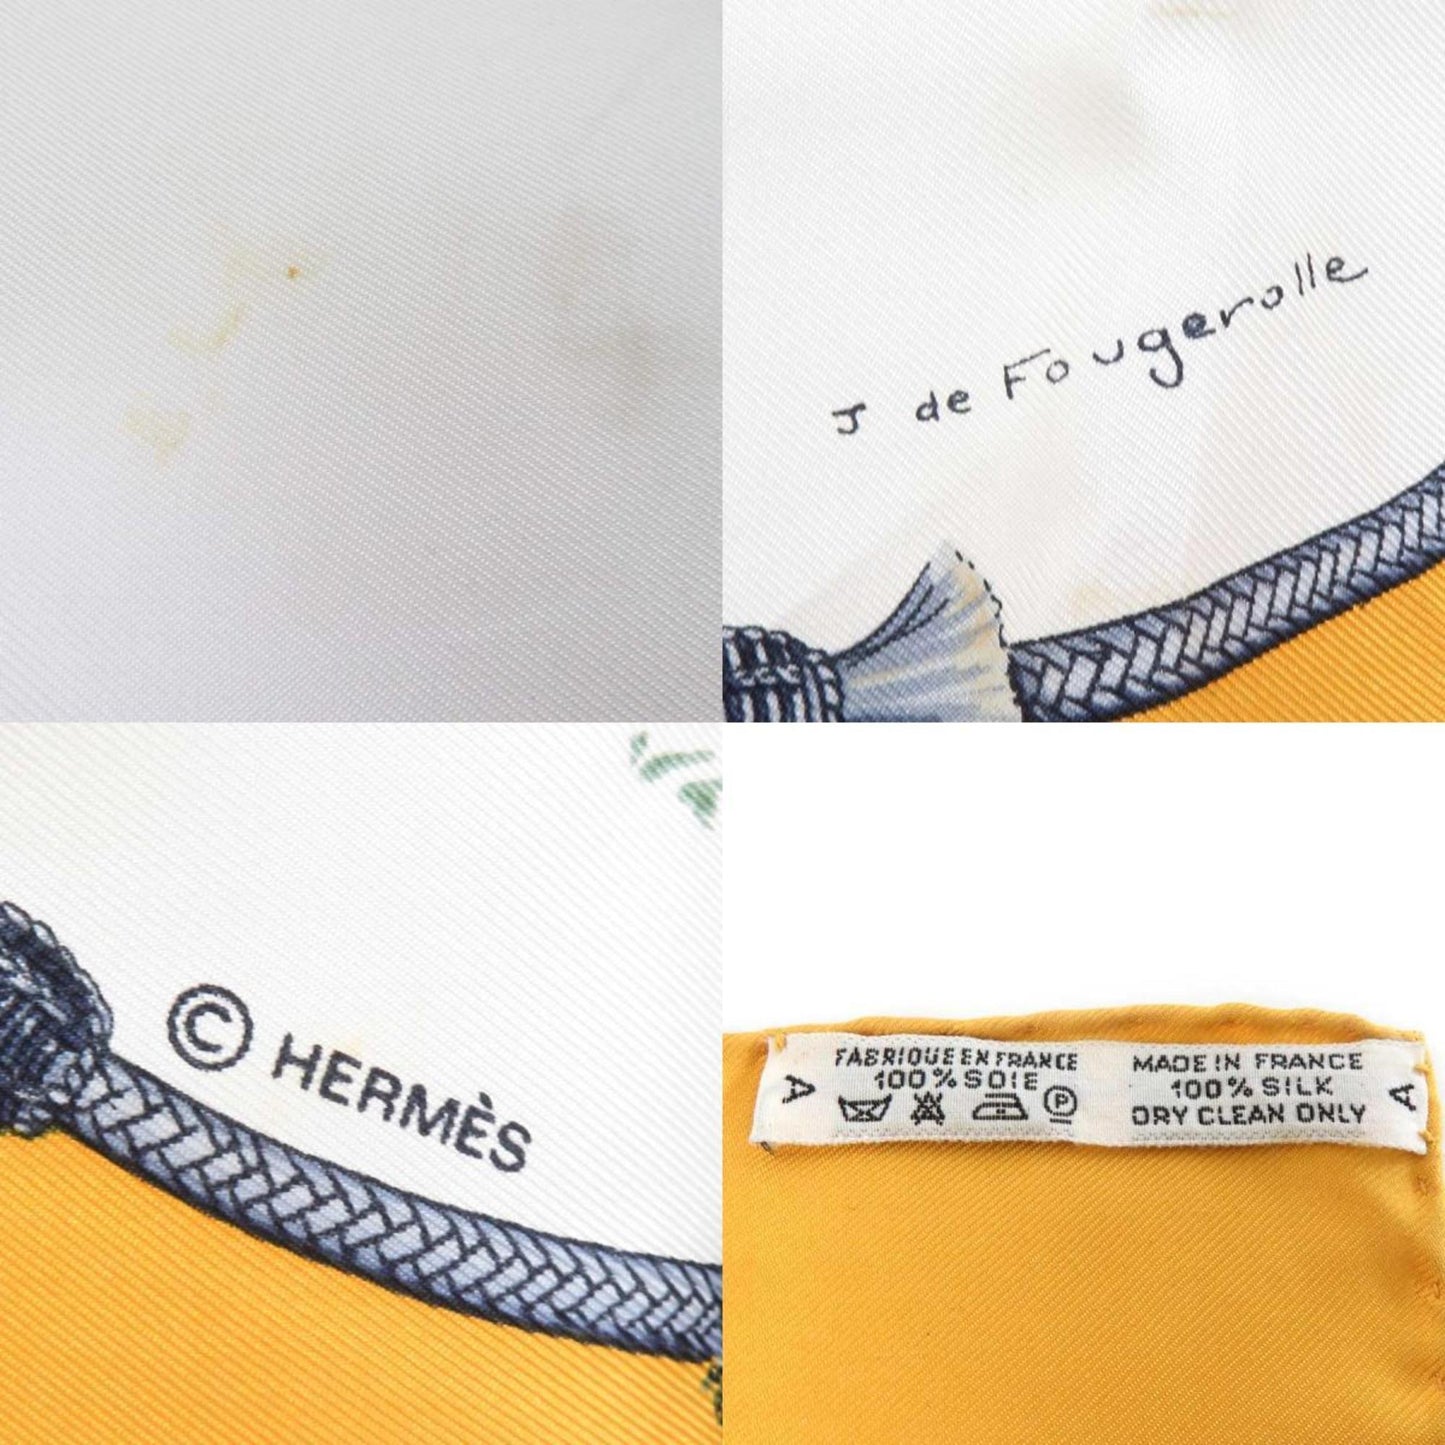 J de Fougerolle
© HERMÈS
FABRIQUE EN FRANCE
100% SOIE
P
A
MADE IN FRANCE
100% SILK
DRY CLEAN ONLY
A